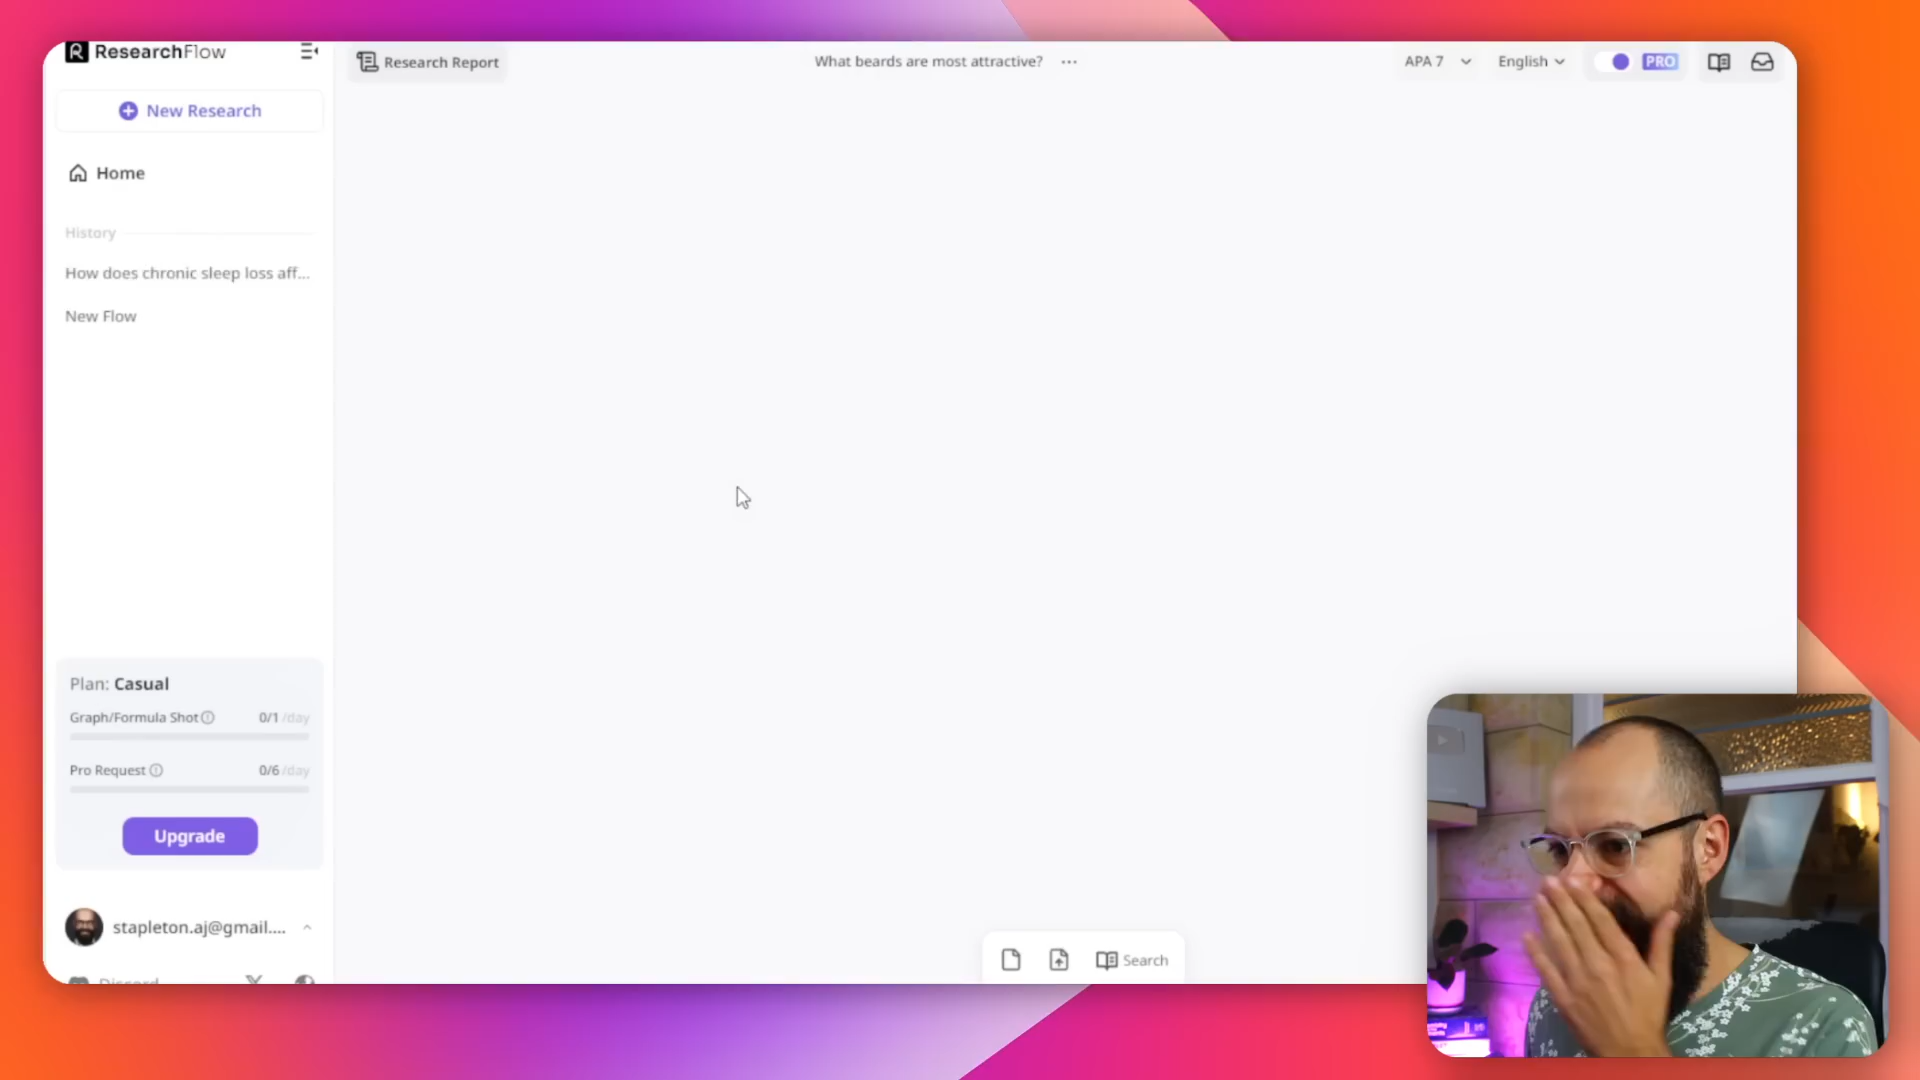 ResearchFlow
Research Report
What beards are most attractive?
APA 7
English
PRO
New Research
Home
History
How does chronic sleep loss aff...
New Flow
Plan: Casual
Graph/Formula Shot 0/1 /day
Pro Request 0/6 /day
Upgrade
stapleton.aj@gmail....
Discord
Search